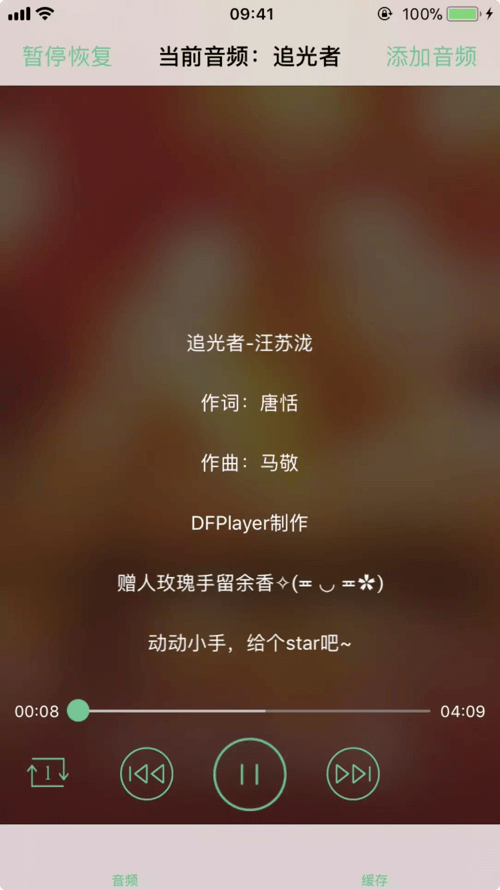 09:41 100%
暂停恢复 当前音频：追光者 添加音频
追光者-汪苏泷
作词：唐恬
作曲：马敬
DFPlayer制作
赠人玫瑰手留余香✧(≖ ◡ ≖✿)
动动小手，给个star吧~
00:08 04:09
1
音频 缓存